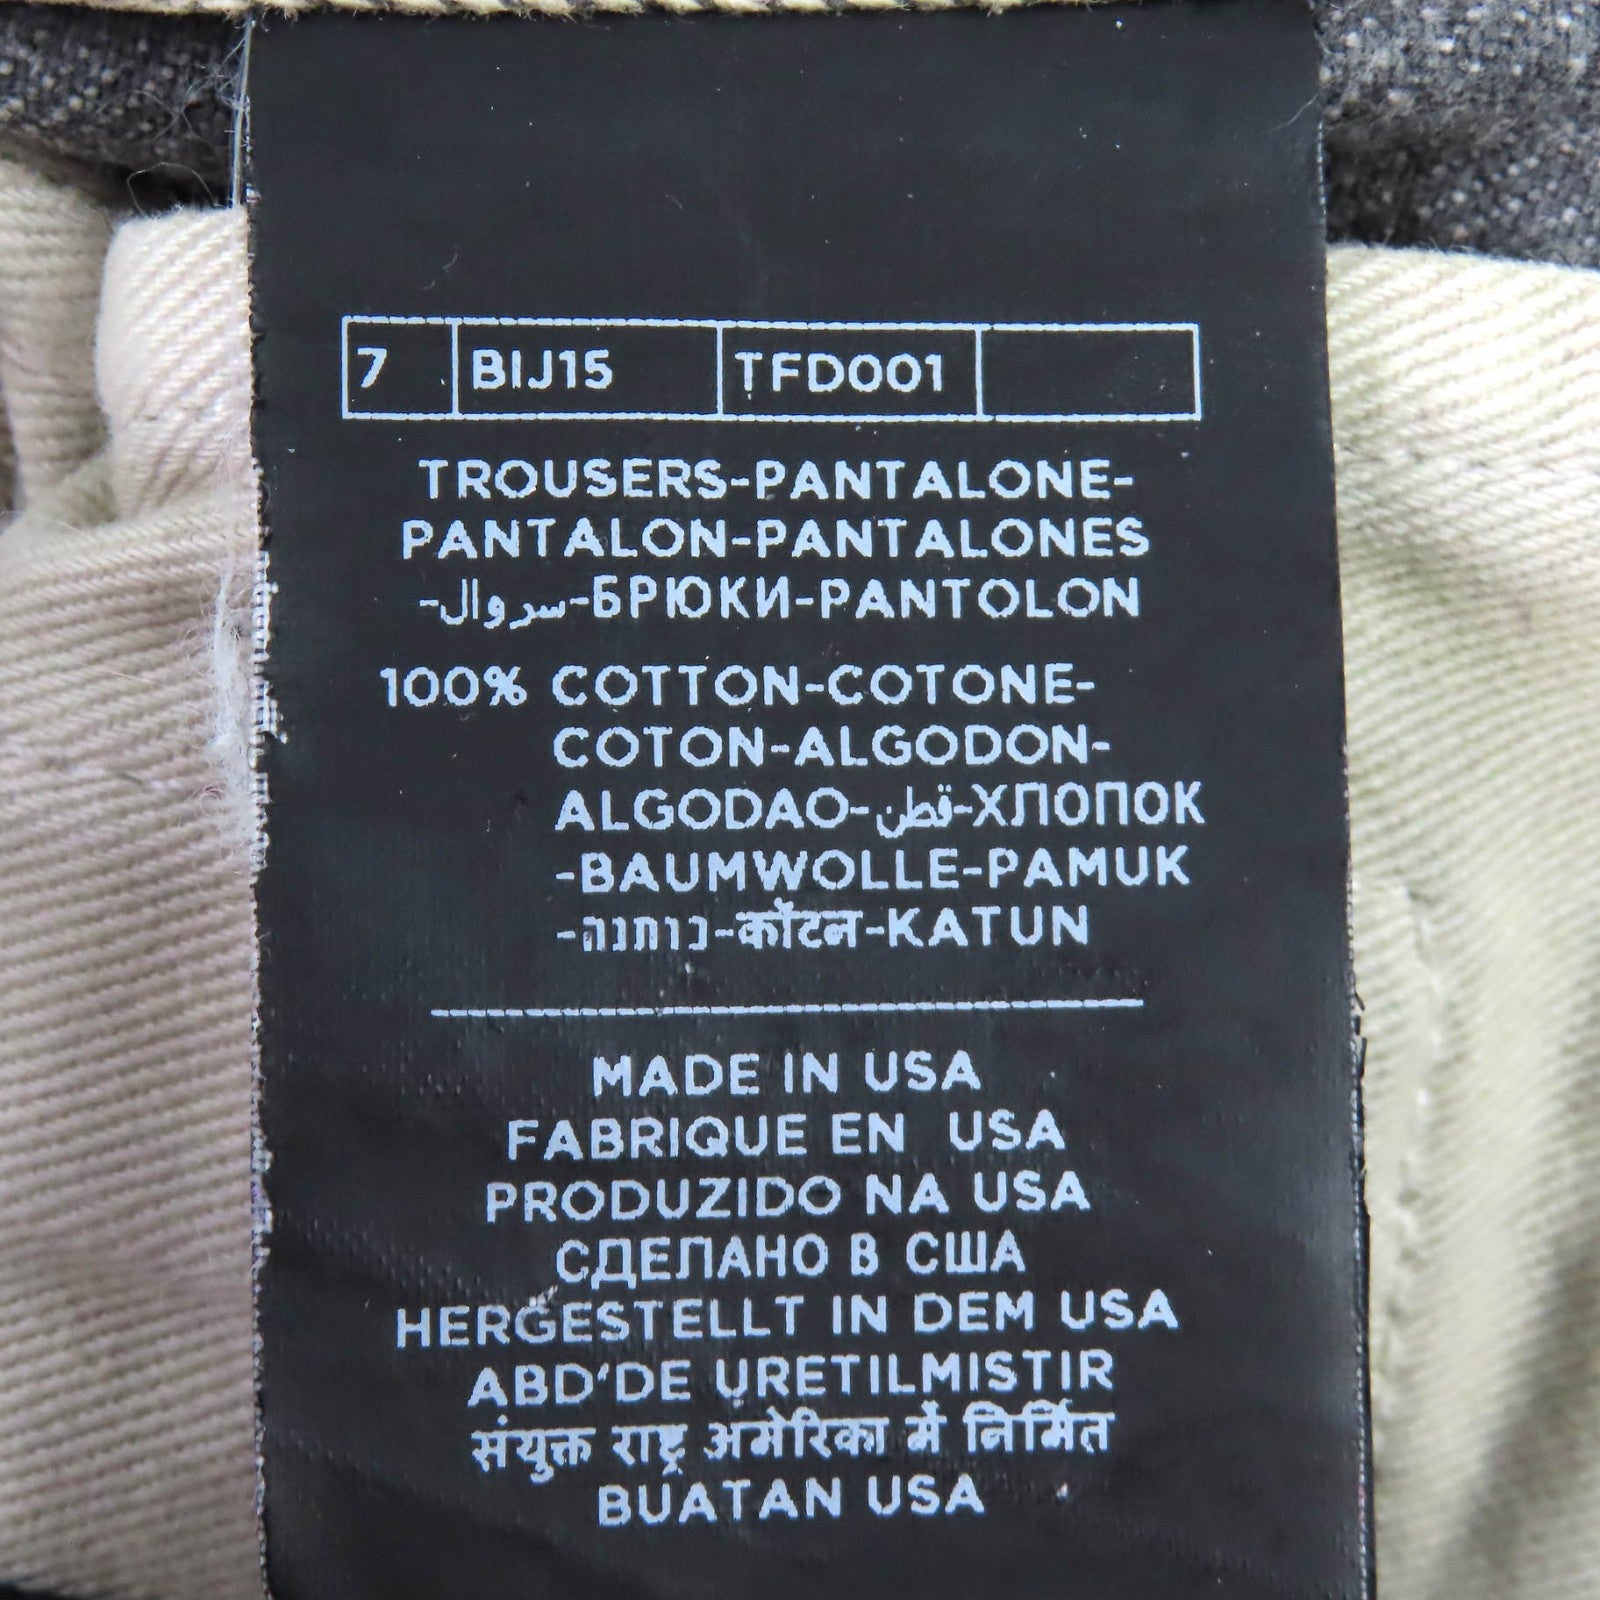 7 BIJ15 TFD001
TROUSERS-PANTALONE-
PANTALON-PANTALONES
-سروال-БРЮКИ-PANTOLON
100% COTTON-COTONE-
COTON-ALGODON-
ALGODAO-قطن-ХЛОПОК
-BAUMWOLLE-PAMUK
-כותנה-कॉटन-KATUN
MADE IN USA
FABRIQUE EN USA
PRODUZIDO NA USA
СДЕЛАНО В США
HERGESTELLT IN DEM USA
ABD'DE URETILMISTIR
संयुक्त राष्ट्र अमेरिका में निर्मित
BUATAN USA